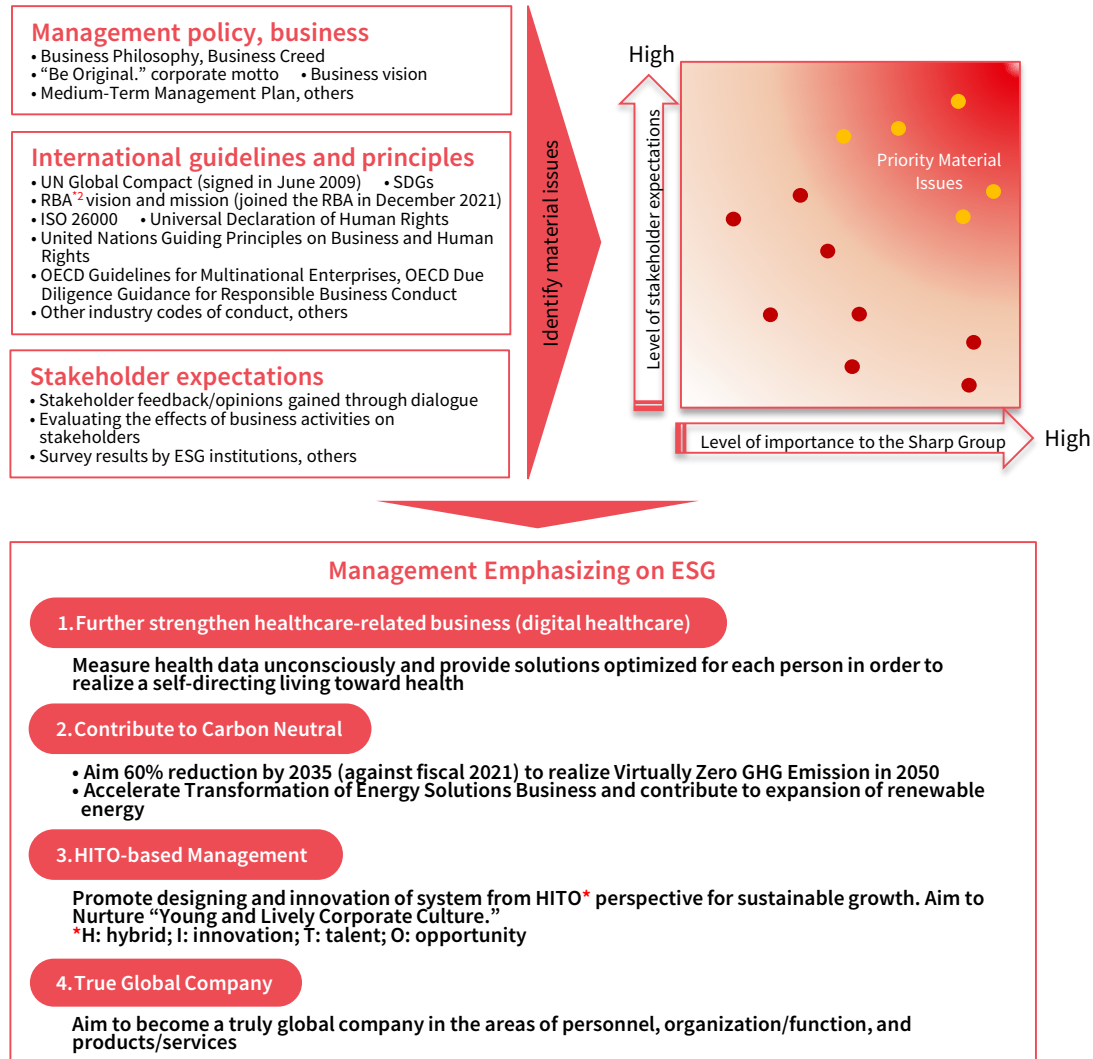 Management policy, business
• Business Philosophy, Business Creed
• “Be Original.” corporate motto • Business vision
• Medium-Term Management Plan, others
International guidelines and principles
• UN Global Compact (signed in June 2009) • SDGs
• RBA*2 vision and mission (joined the RBA in December 2021)
• ISO 26000 • Universal Declaration of Human Rights
• United Nations Guiding Principles on Business and Human
Rights
• OECD Guidelines for Multinational Enterprises, OECD Due
Diligence Guidance for Responsible Business Conduct
• Other industry codes of conduct, others
Stakeholder expectations
• Stakeholder feedback/opinions gained through dialogue
• Evaluating the effects of business activities on
stakeholders
• Survey results by ESG institutions, others
Identify material issues
High
Level of stakeholder expectations
Priority Material
Issues
Level of importance to the Sharp Group
High
Management Emphasizing on ESG
1.Further strengthen healthcare-related business (digital healthcare)
Measure health data unconsciously and provide solutions optimized for each person in order to
realize a self-directing living toward health
2.Contribute to Carbon Neutral
• Aim 60% reduction by 2035 (against fiscal 2021) to realize Virtually Zero GHG Emission in 2050
• Accelerate Transformation of Energy Solutions Business and contribute to expansion of renewable
energy
3.HITO-based Management
Promote designing and innovation of system from HITO* perspective for sustainable growth. Aim to
Nurture “Young and Lively Corporate Culture.”
*H: hybrid; I: innovation; T: talent; O: opportunity
4.True Global Company
Aim to become a truly global company in the areas of personnel, organization/function, and
products/services